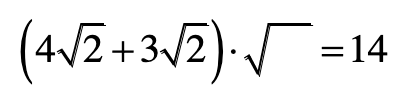 (4√2 + 3√2) · √ = 14